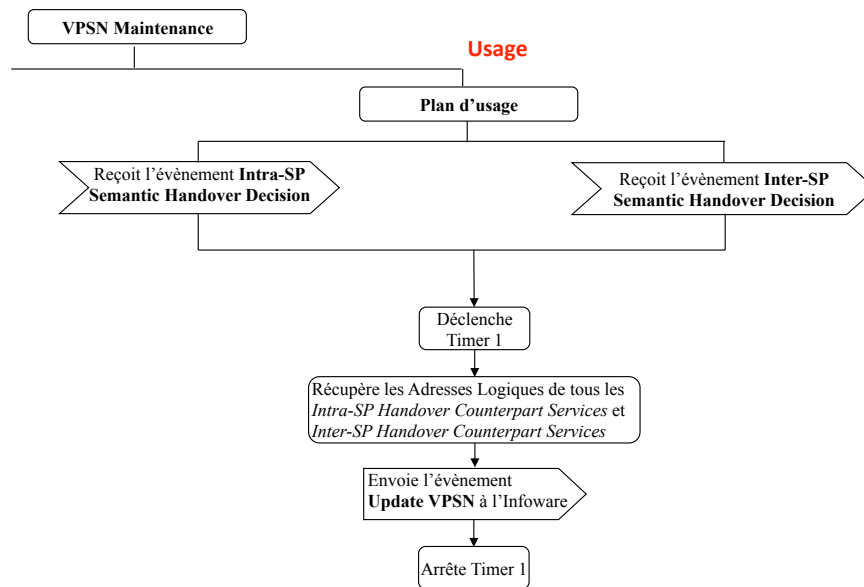 VPSN Maintenance
Usage
Plan d'usage
Reçoit l'évènement Intra-SP
Semantic Handover Decision
Reçoit l'évènement Inter-SP
Semantic Handover Decision
Déclenche
Timer 1
Récupère les Adresses Logiques de tous les
Intra-SP Handover Counterpart Services et
Inter-SP Handover Counterpart Services
Envoie l'évènement
Update VPSN à l'Infoware
Arrête Timer 1